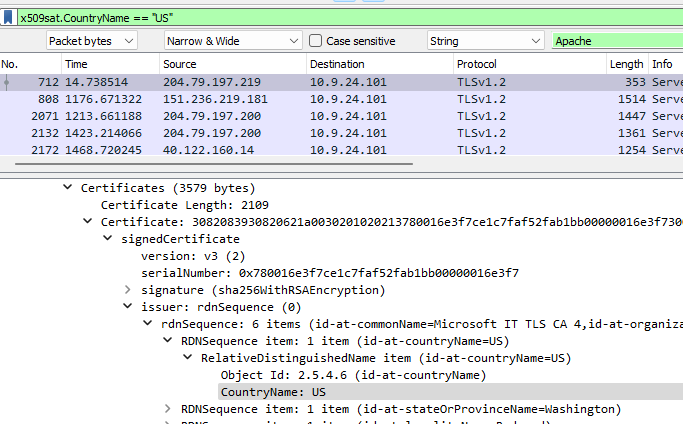 x509sat.CountryName == "US"
Packet bytes Narrow & Wide Case sensitive String Apache
No. Time Source Destination Protocol Length Info
712 14.738514 204.79.197.219 10.9.24.101 TLSv1.2 353 Serve
808 1176.671322 151.236.219.181 10.9.24.101 TLSv1.2 1514 Serve
2071 1213.661188 204.79.197.200 10.9.24.101 TLSv1.2 1447 Serve
2132 1423.214066 204.79.197.200 10.9.24.101 TLSv1.2 1361 Serve
2172 1468.720245 40.122.160.14 10.9.24.101 TLSv1.2 1254 Serve
Certificates (3579 bytes)
Certificate Length: 2109
Certificate: 3082083930820621a0030201020213780016e3f7ce1c7faf52fab1bb00000016e3f7300
signedCertificate
version: v3 (2)
serialNumber: 0x780016e3f7ce1c7faf52fab1bb00000016e3f7
signature (sha256WithRSAEncryption)
issuer: rdnSequence (0)
rdnSequence: 6 items (id-at-commonName=Microsoft IT TLS CA 4,id-at-organiza
RDNSequence item: 1 item (id-at-countryName=US)
RelativeDistinguishedName item (id-at-countryName=US)
Object Id: 2.5.4.6 (id-at-countryName)
CountryName: US
RDNSequence item: 1 item (id-at-stateOrProvinceName=Washington)